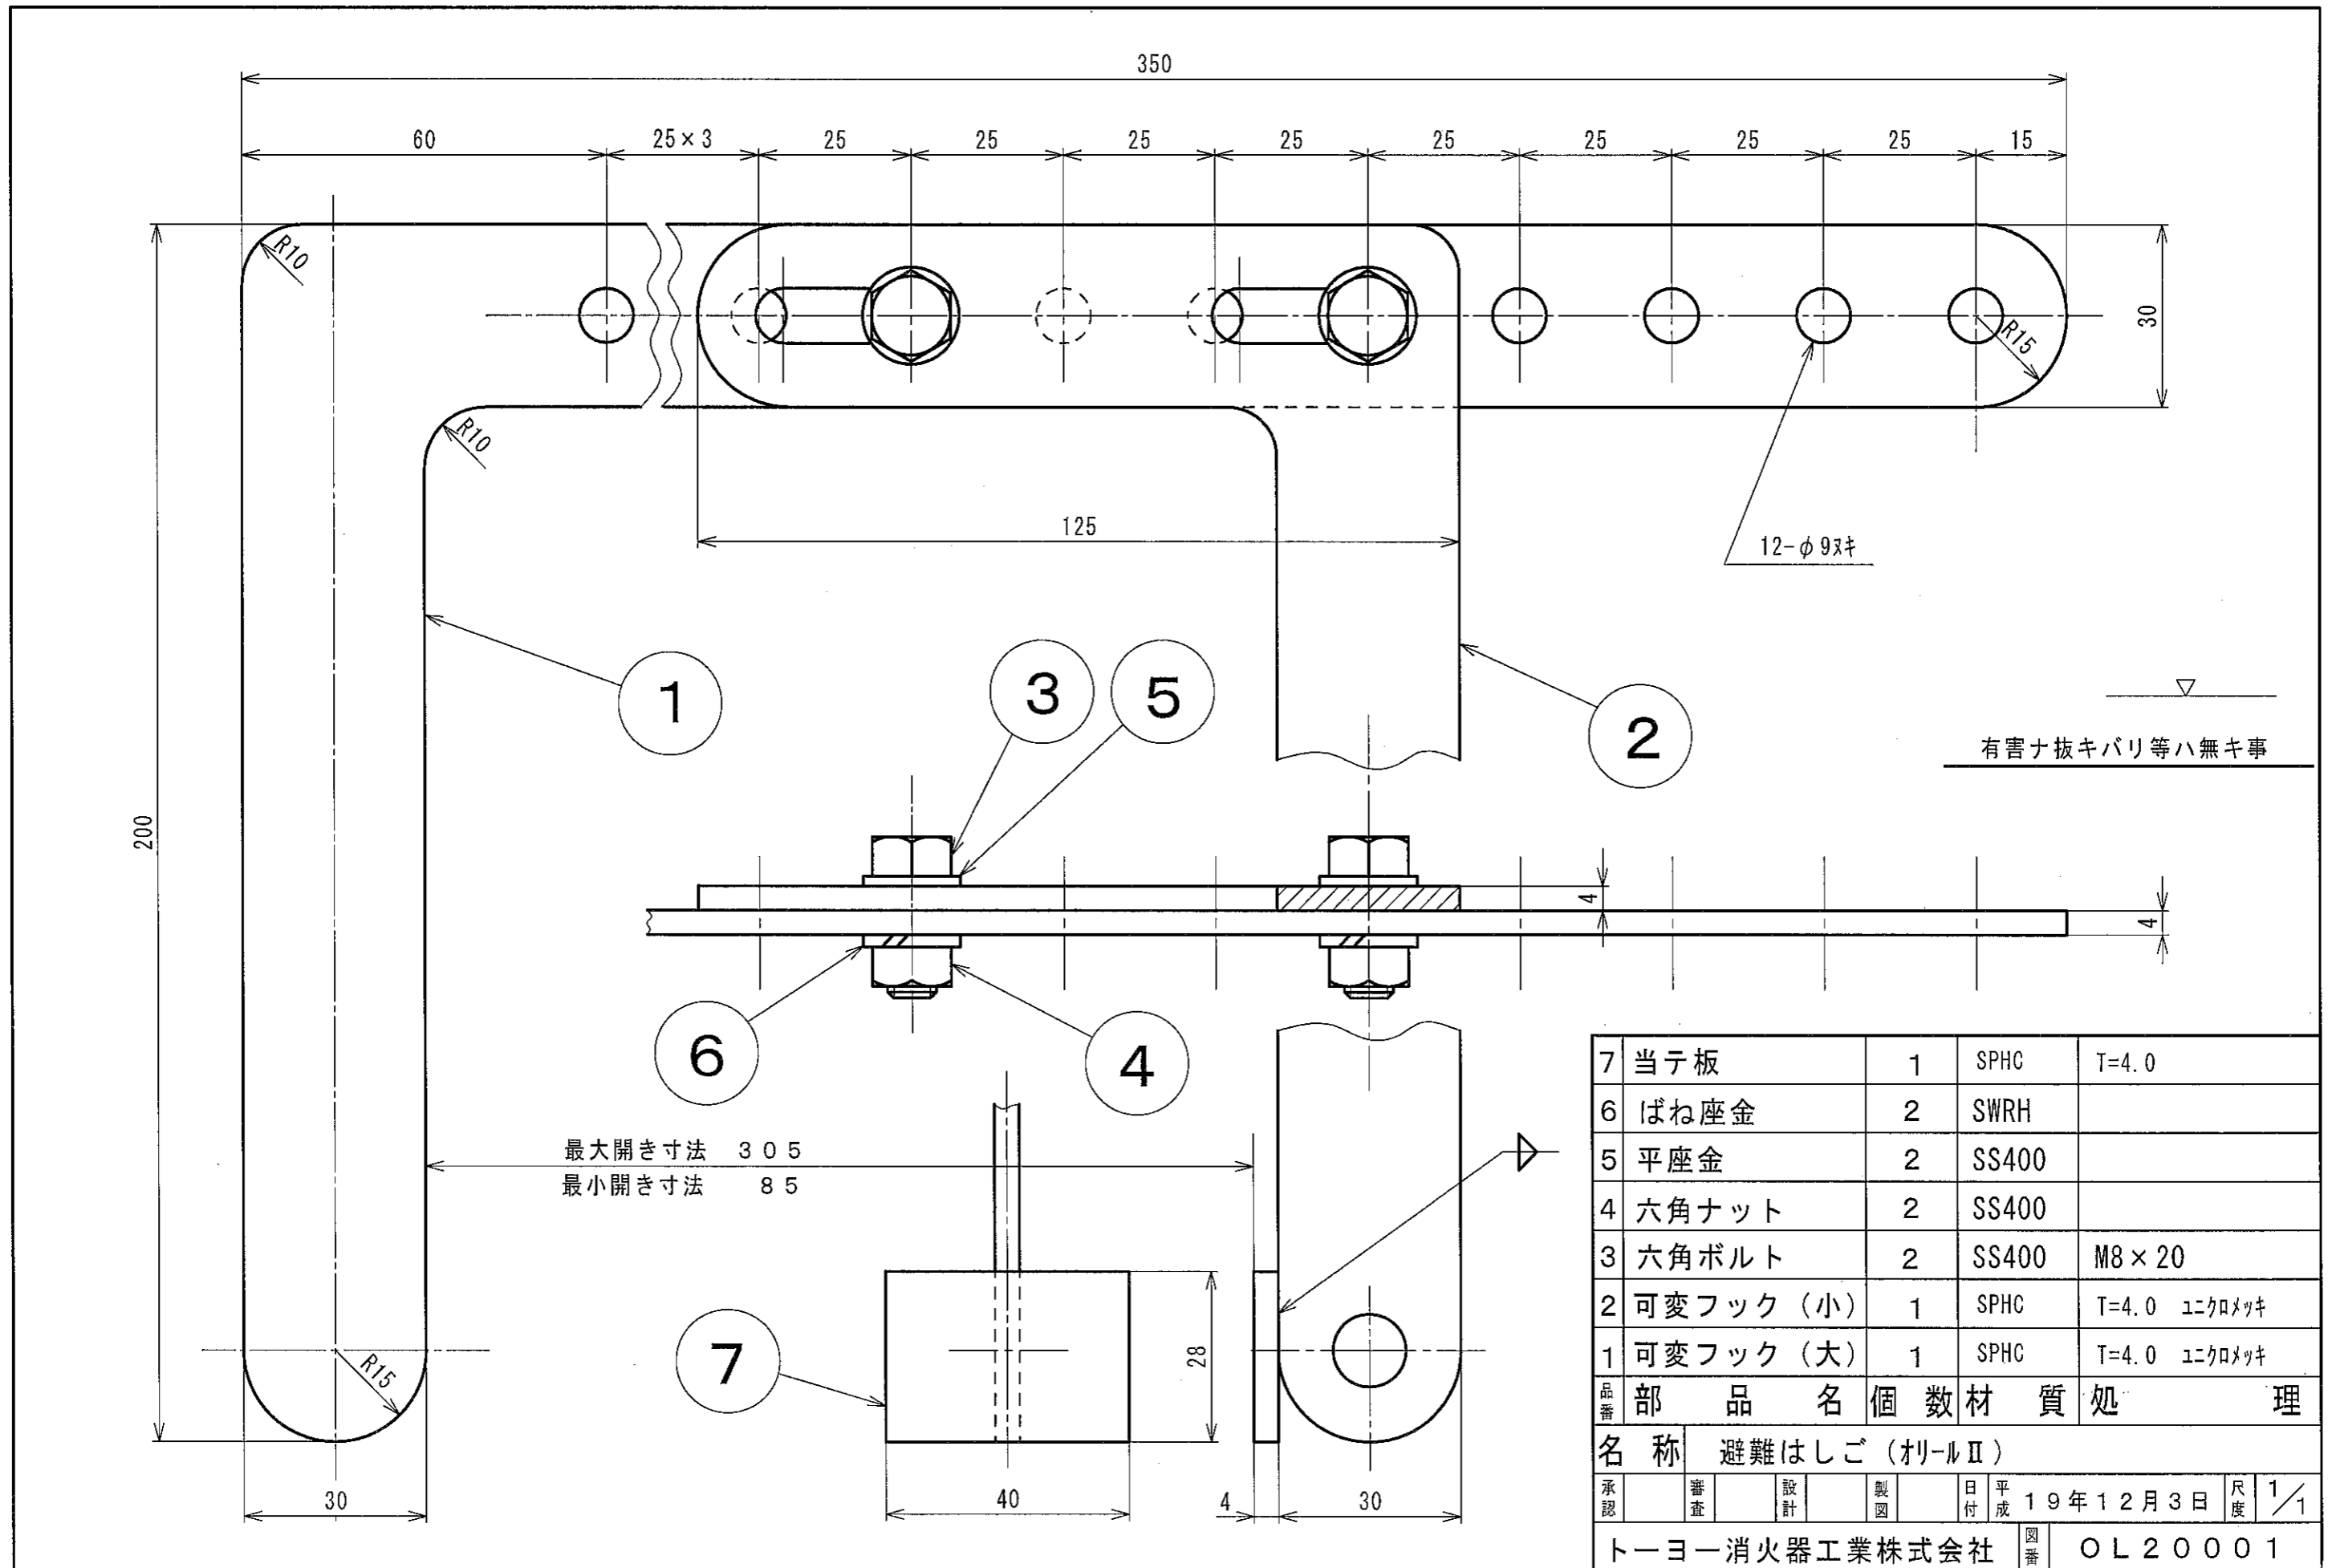 350
60 25×3 25 25 25 25 25 25 25 25 15
R10
R10
30
R15
125
12-φ9ヌキ
1
3
5
2
有害ナ抜キバリ等ハ無キ事
200
4
4
6
4
最大開き寸法 305
最小開き寸法 85
7
28
R15
30
40
4
30
7 当テ板 1 SPHC T=4.0
6 ばね座金 2 SWRH
5 平座金 2 SS400
4 六角ナット 2 SS400
3 六角ボルト 2 SS400 M8×20
2 可変フック(小) 1 SPHC T=4.0 ユニクロメッキ
1 可変フック(大) 1 SPHC T=4.0 ユニクロメッキ
品番 部品名 個数 材質 処理
名称 避難はしご(オリールⅡ)
承認 審査 設計 製図 日付 平成19年12月3日 尺度 1/1
トーヨー消火器工業株式会社 図番 OL20001